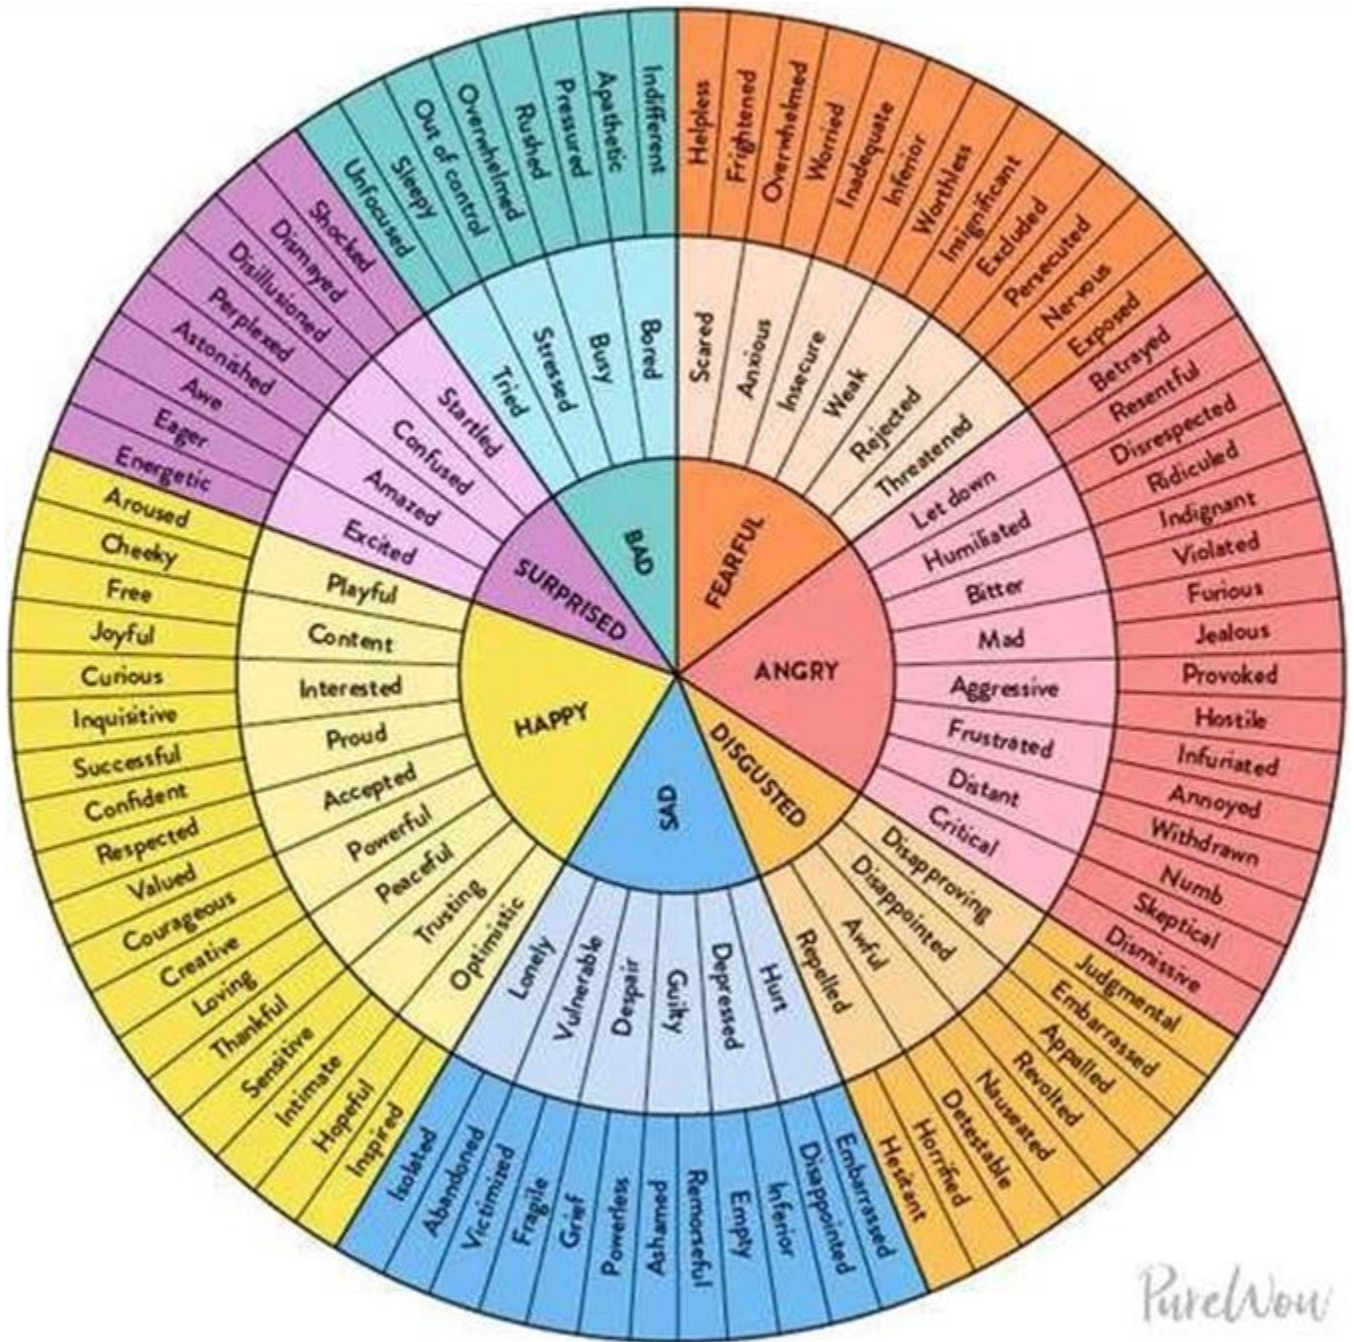 FEARFUL
Scared
Anxious
Insecure
Weak
Rejected
Threatened
Helpless
Frightened
Overwhelmed
Worried
Inadequate
Inferior
Worthless
Insignificant
Excluded
Persecuted
Nervous
Exposed
ANGRY
Let down
Humiliated
Bitter
Mad
Aggressive
Frustrated
Distant
Critical
Betrayed
Resentful
Disrespected
Ridiculed
Indignant
Violated
Furious
Jealous
Provoked
Hostile
Infuriated
Annoyed
Withdrawn
Numb
Skeptical
Dismissive
DISGUSTED
Disapproving
Disappointed
Awful
Repelled
Judgmental
Embarrassed
Appalled
Revolted
Nauseated
Detestable
Horrified
Hesitant
SAD
Hurt
Depressed
Guilty
Despair
Vulnerable
Lonely
Embarrassed
Disappointed
Inferior
Empty
Remorseful
Ashamed
Powerless
Grief
Fragile
Victimized
Abandoned
Isolated
HAPPY
Optimistic
Trusting
Peaceful
Powerful
Accepted
Proud
Interested
Content
Playful
Inspired
Hopeful
Intimate
Sensitive
Thankful
Loving
Creative
Courageous
Valued
Respected
Confident
Successful
Inquisitive
Curious
Joyful
Free
Cheeky
Aroused
SURPRISED
Excited
Amazed
Confused
Startled
Energetic
Eager
Awe
Astonished
Perplexed
Disillusioned
Dismayed
Shocked
BAD
Tried
Stressed
Busy
Bored
Unfocused
Sleepy
Out of control
Overwhelmed
Rushed
Pressured
Apathetic
Indifferent
PureWow